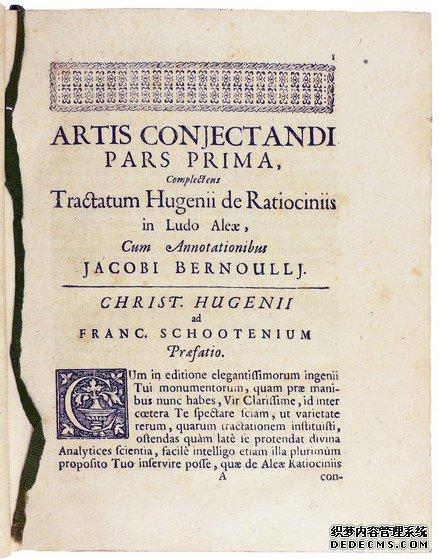 1
ARTIS CONJECTANDI
PARS PRIMA,
Complectens
Tractatum Hugenii de Ratiociniis
in Ludo Aleæ,
Cum Annotationibus
JACOBI BERNOULLJ.
CHRIST. HUGENII
ad
FRANC. SCHOOTENIUM
Præfatio.
CUm in editione elegantissimorum ingenii
Tui monumentorum, quam præ mani-
bus nunc habes, Vir Clarissime, id inter
cœtera Te spectare sciam, ut varietate
rerum, quarum tractationem instituisti,
ostendas quàm latè se protendat divina
Analytices scientia, facilè intelligo etiam illa plurimùm
proposito Tuo inservire posse, quæ de Aleæ Ratiociniis
A con-
织梦内容管理系统
DEDECMS.COM